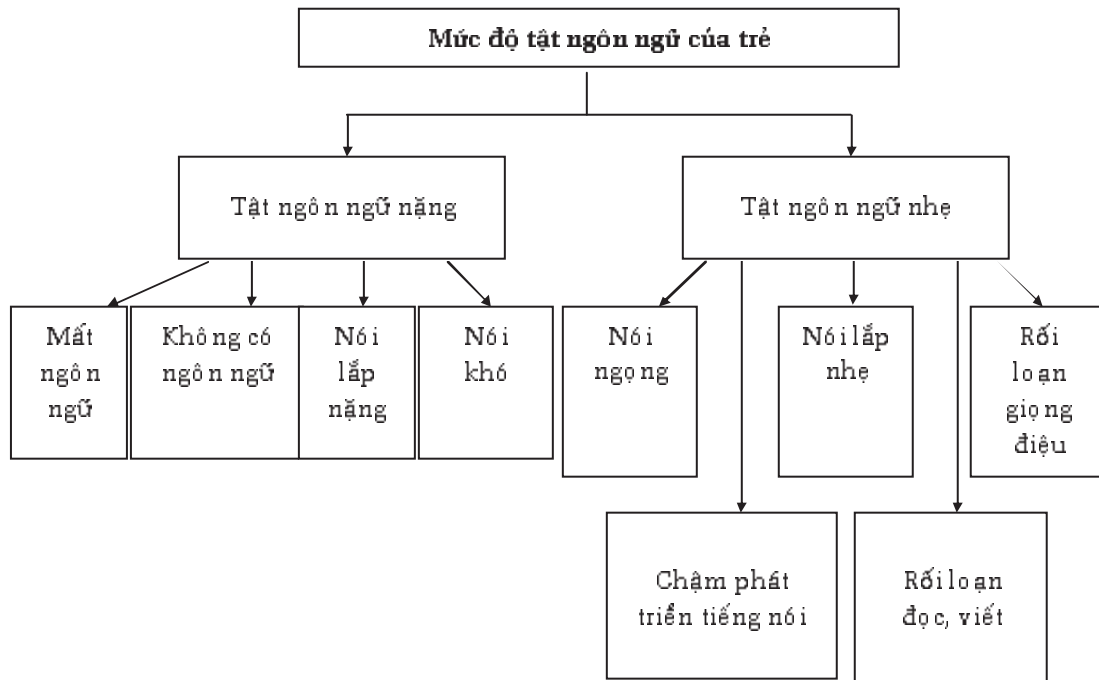 Mức độ tật ngôn ngữ của trẻ
Tật ngôn ngữ nặng
Tật ngôn ngữ nhẹ
Mất
ngôn
ngữ
Không có
ngôn ngữ
Nói
lắp
nặng
Nói
khó
Nói
ngọng
Nói lắp
nhẹ
Rối
loạn
giọng
điệu
Chậm phát
triển tiếng nói
Rối loạn
đọc, viết